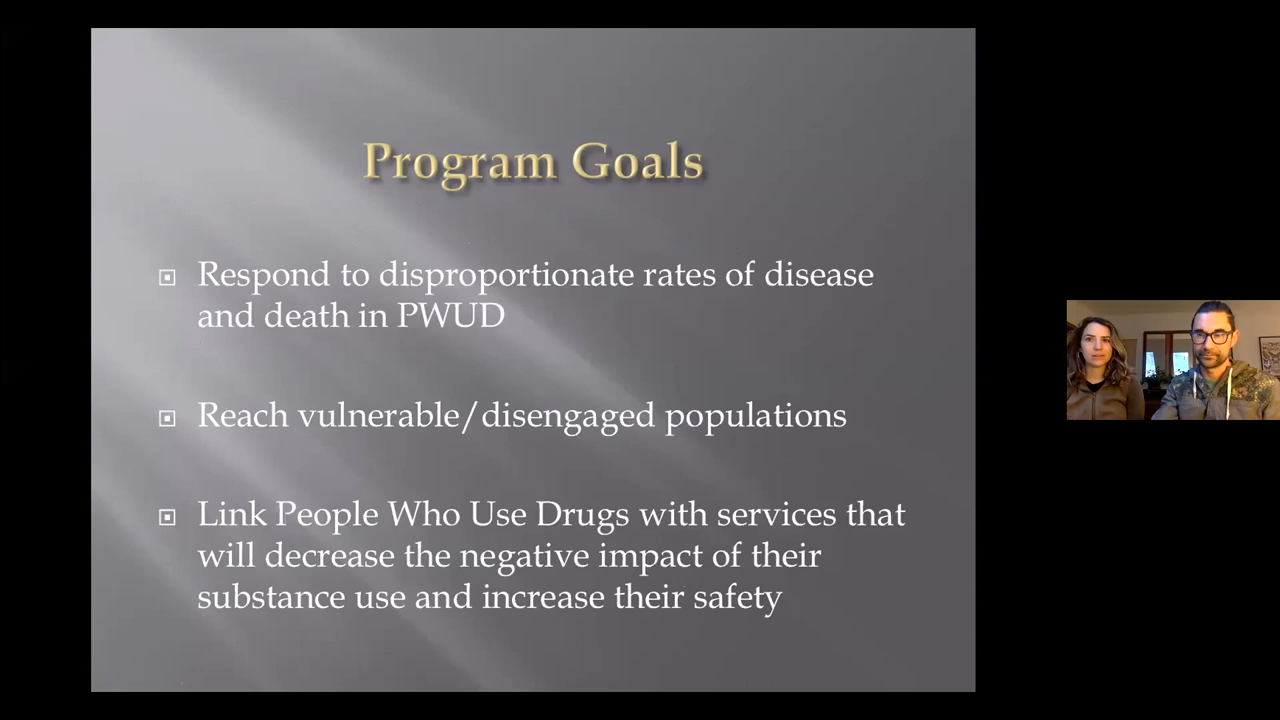 Program Goals
Respond to disproportionate rates of disease
and death in PWUD
Reach vulnerable/disengaged populations
Link People Who Use Drugs with services that
will decrease the negative impact of their
substance use and increase their safety